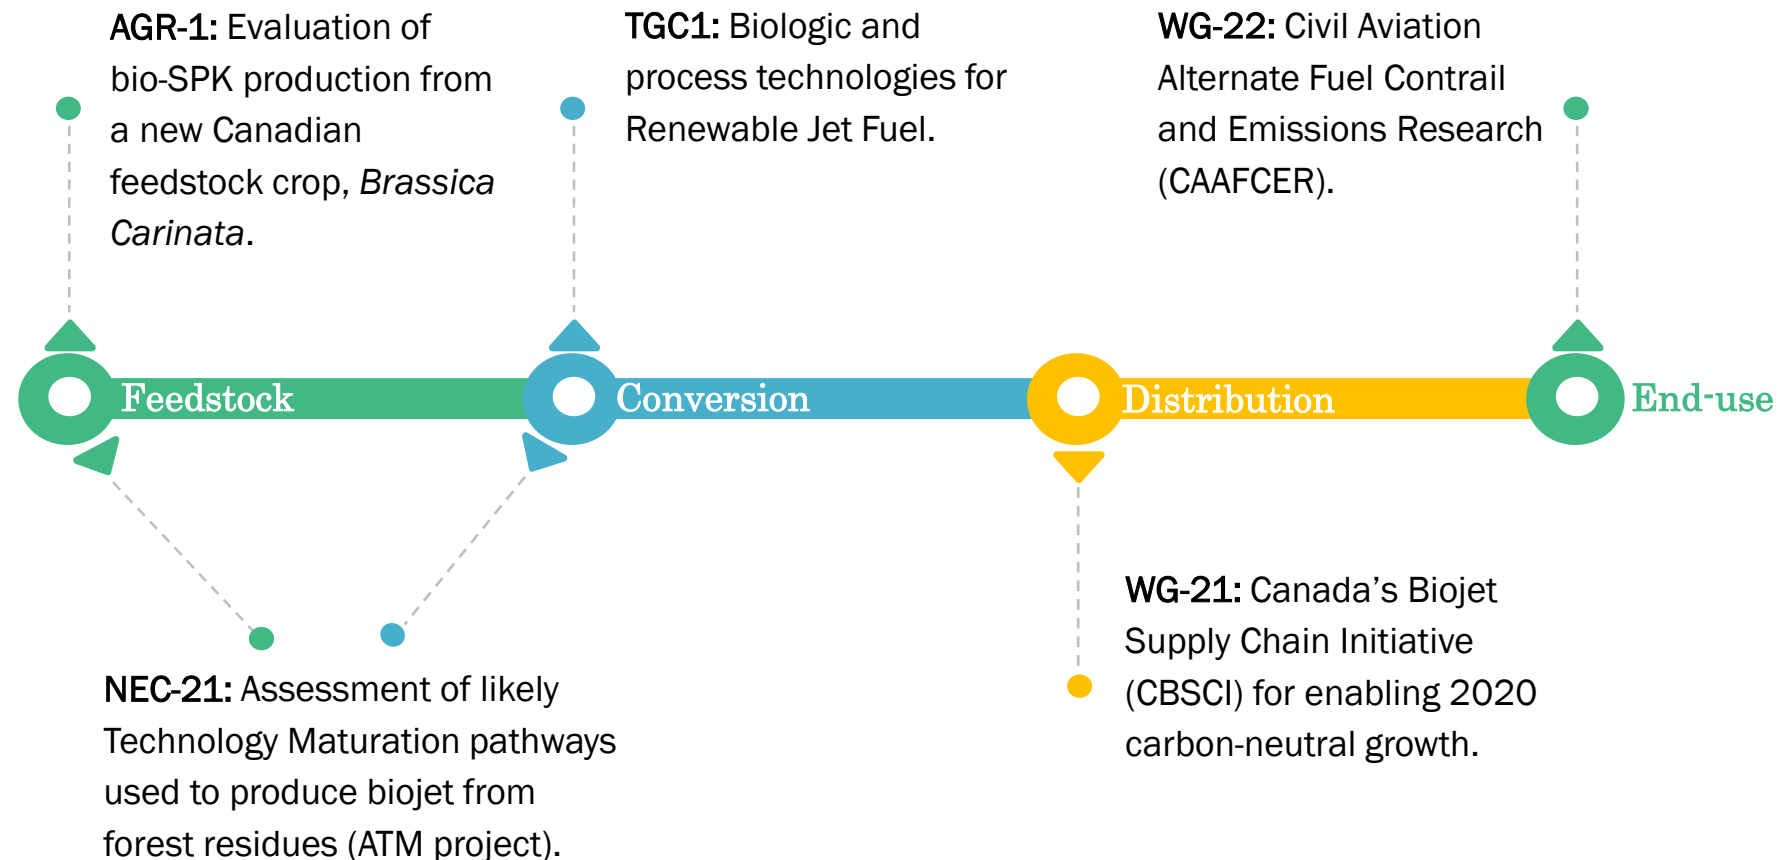 AGR-1: Evaluation of
bio-SPK production from
a new Canadian
feedstock crop, Brassica
Carinata.
TGC1: Biologic and
process technologies for
Renewable Jet Fuel.
WG-22: Civil Aviation
Alternate Fuel Contrail
and Emissions Research
(CAAFCER).
Feedstock
Conversion
Distribution
End-use
NEC-21: Assessment of likely
Technology Maturation pathways
used to produce biojet from
forest residues (ATM project).
WG-21: Canada’s Biojet
Supply Chain Initiative
(CBSCI) for enabling 2020
carbon-neutral growth.